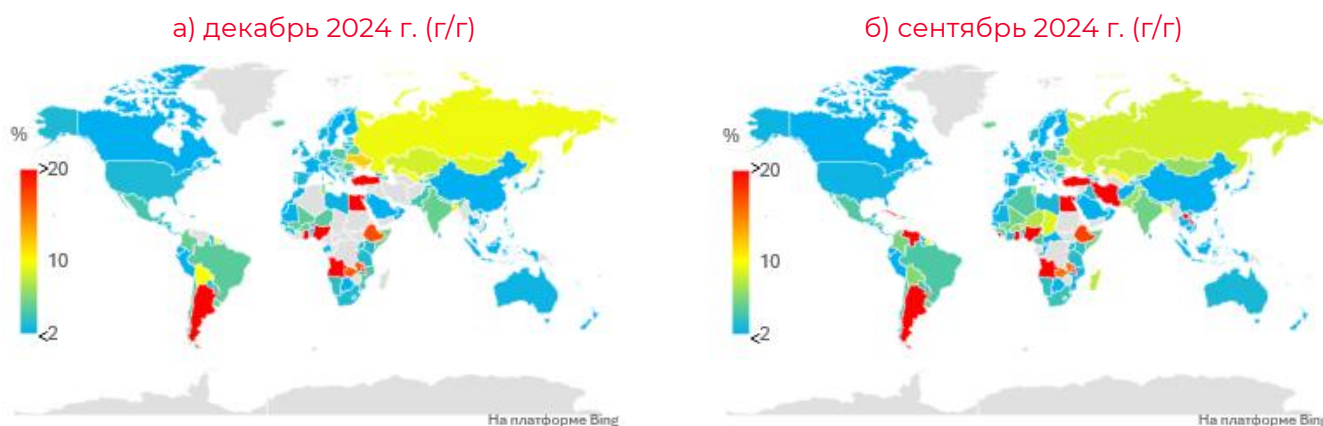 а) декабрь 2024 г. (г/г)
%
>20
10
<2
На платформе Bing
б) сентябрь 2024 г. (г/г)
%
>20
10
<2
На платформе Bing